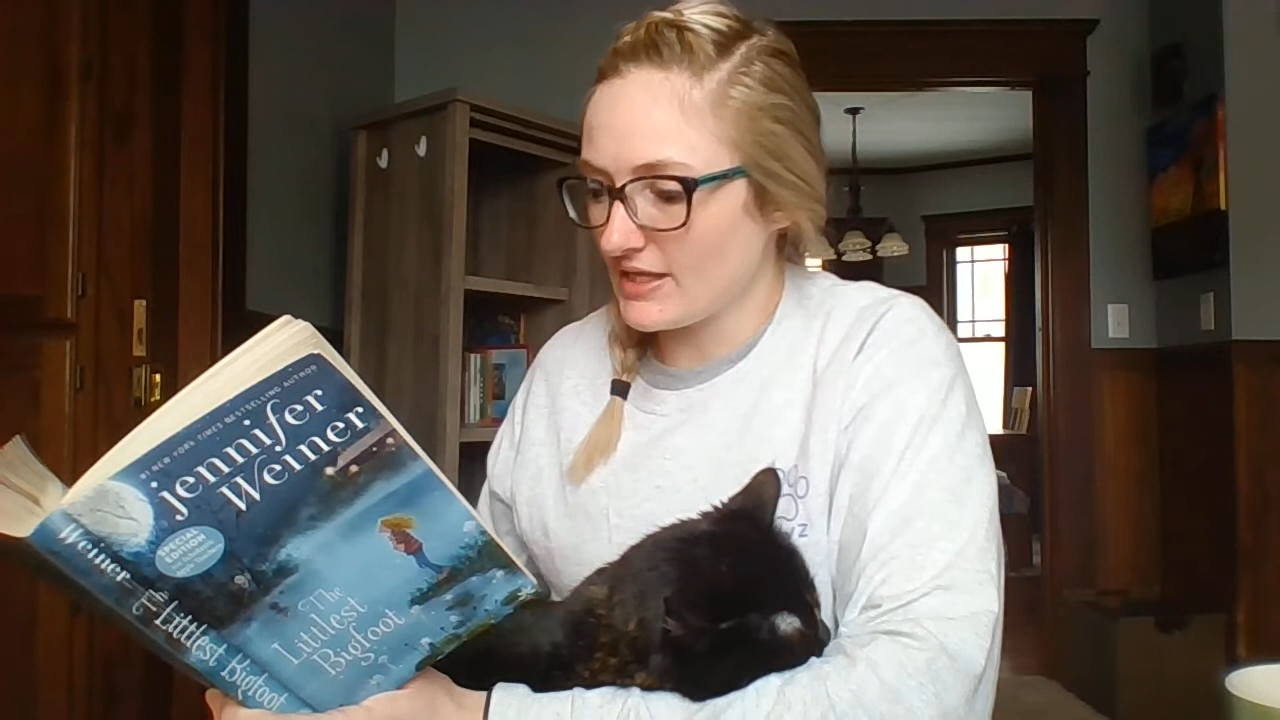 #1 NEW YORK TIMES BESTSELLING AUTHOR
jennifer
Weiner
SPECIAL
EDITION
The
Littlest
Bigfoot
Weiner
The Littlest Bigfoot